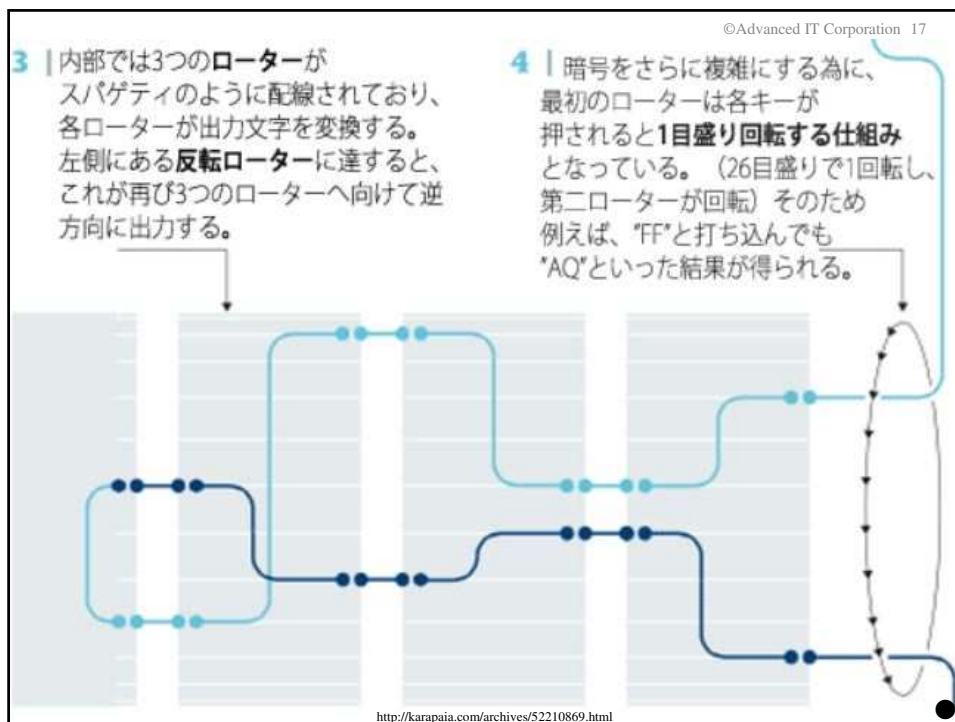 ©Advanced IT Corporation 17
3 内部では3つのローターが
スパゲティのように配線されており、
各ローターが出力文字を変換する。
左側にある反転ローターに達すると、
これが再び3つのローターへ向けて逆
方向に出力する。
4 暗号をさらに複雑にする為に、
最初のローターは各キーが
押されると1目盛り回転する仕組み
となっている。（26目盛りで1回転し、
第二ローターが回転）そのため
例えば、"FF"と打ち込んでも
"AQ"といった結果が得られる。
http://karapaia.com/archives/52210869.html